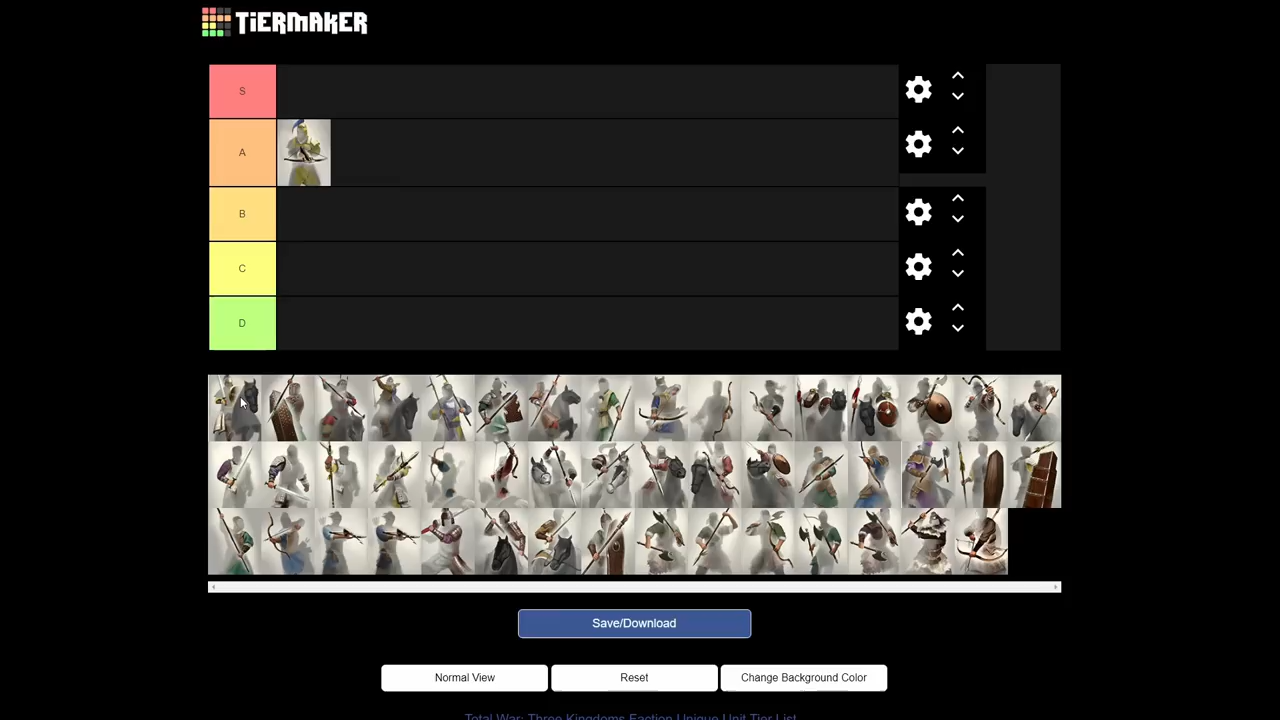 TiERMAKER
S
A
B
C
D
Save/Download
Normal View
Reset
Change Background Color
Total War: Three Kingdoms Faction Unique Unit Tier List